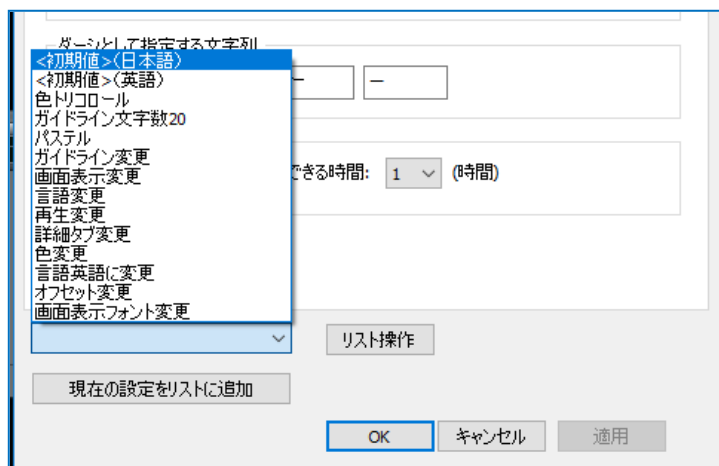 ダーシとして指定する文字列
<初期値>(日本語)
<初期値>(英語)
色トリコロール
ガイドライン文字数20
パステル
ガイドライン変更
画面表示変更
言語変更
再生変更
詳細タブ変更
色変更
言語英語に変更
オフセット変更
画面表示フォント変更
ー
―
できる時間: 1 (時間)
リスト操作
現在の設定をリストに追加
OK キャンセル 適用